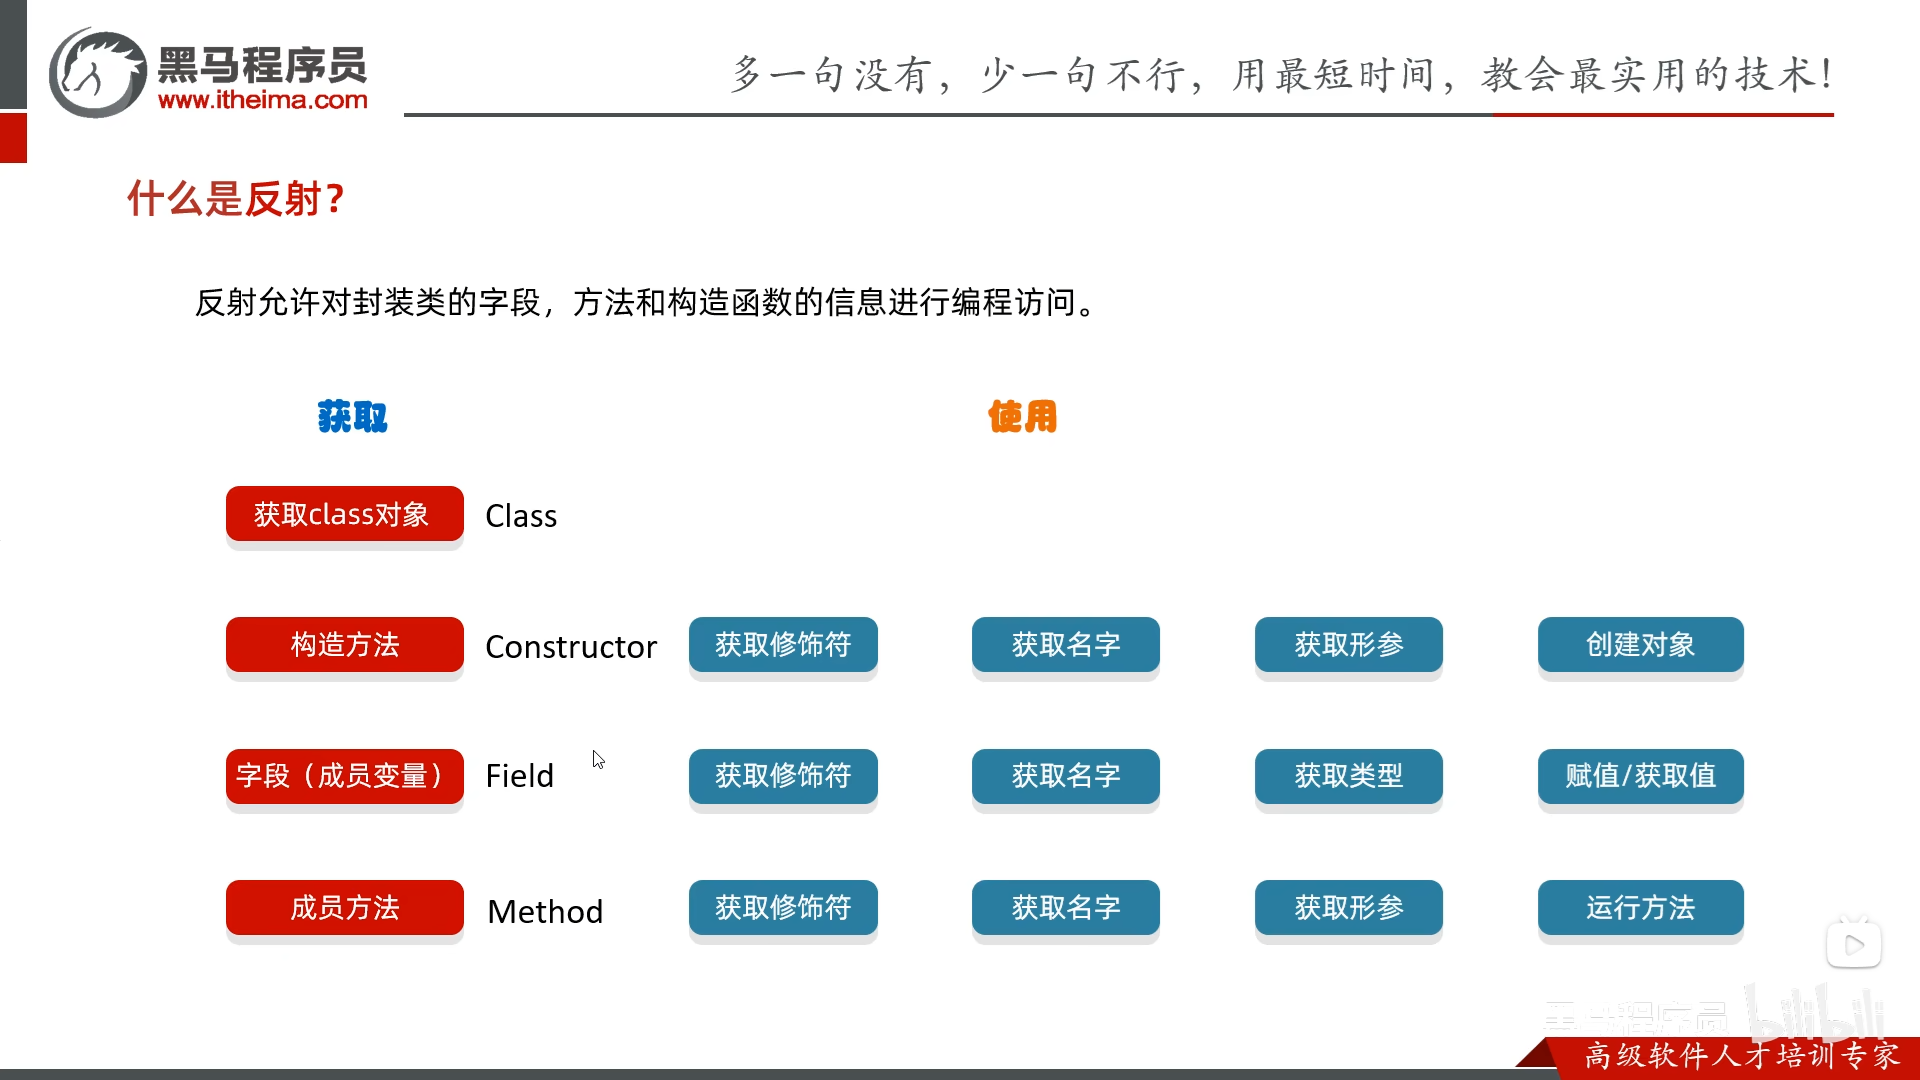 黑马程序员
www.itheima.com
多一句没有，少一句不行，用最短时间，教会最实用的技术！
什么是反射？
反射允许对封装类的字段，方法和构造函数的信息进行编程访问。
获取 使用
获取class对象 Class
构造方法 Constructor 获取修饰符 获取名字 获取形参 创建对象
字段（成员变量） Field 获取修饰符 获取名字 获取类型 赋值/获取值
成员方法 Method 获取修饰符 获取名字 获取形参 运行方法
黑马程序员 bilibili
高级软件人才培训专家